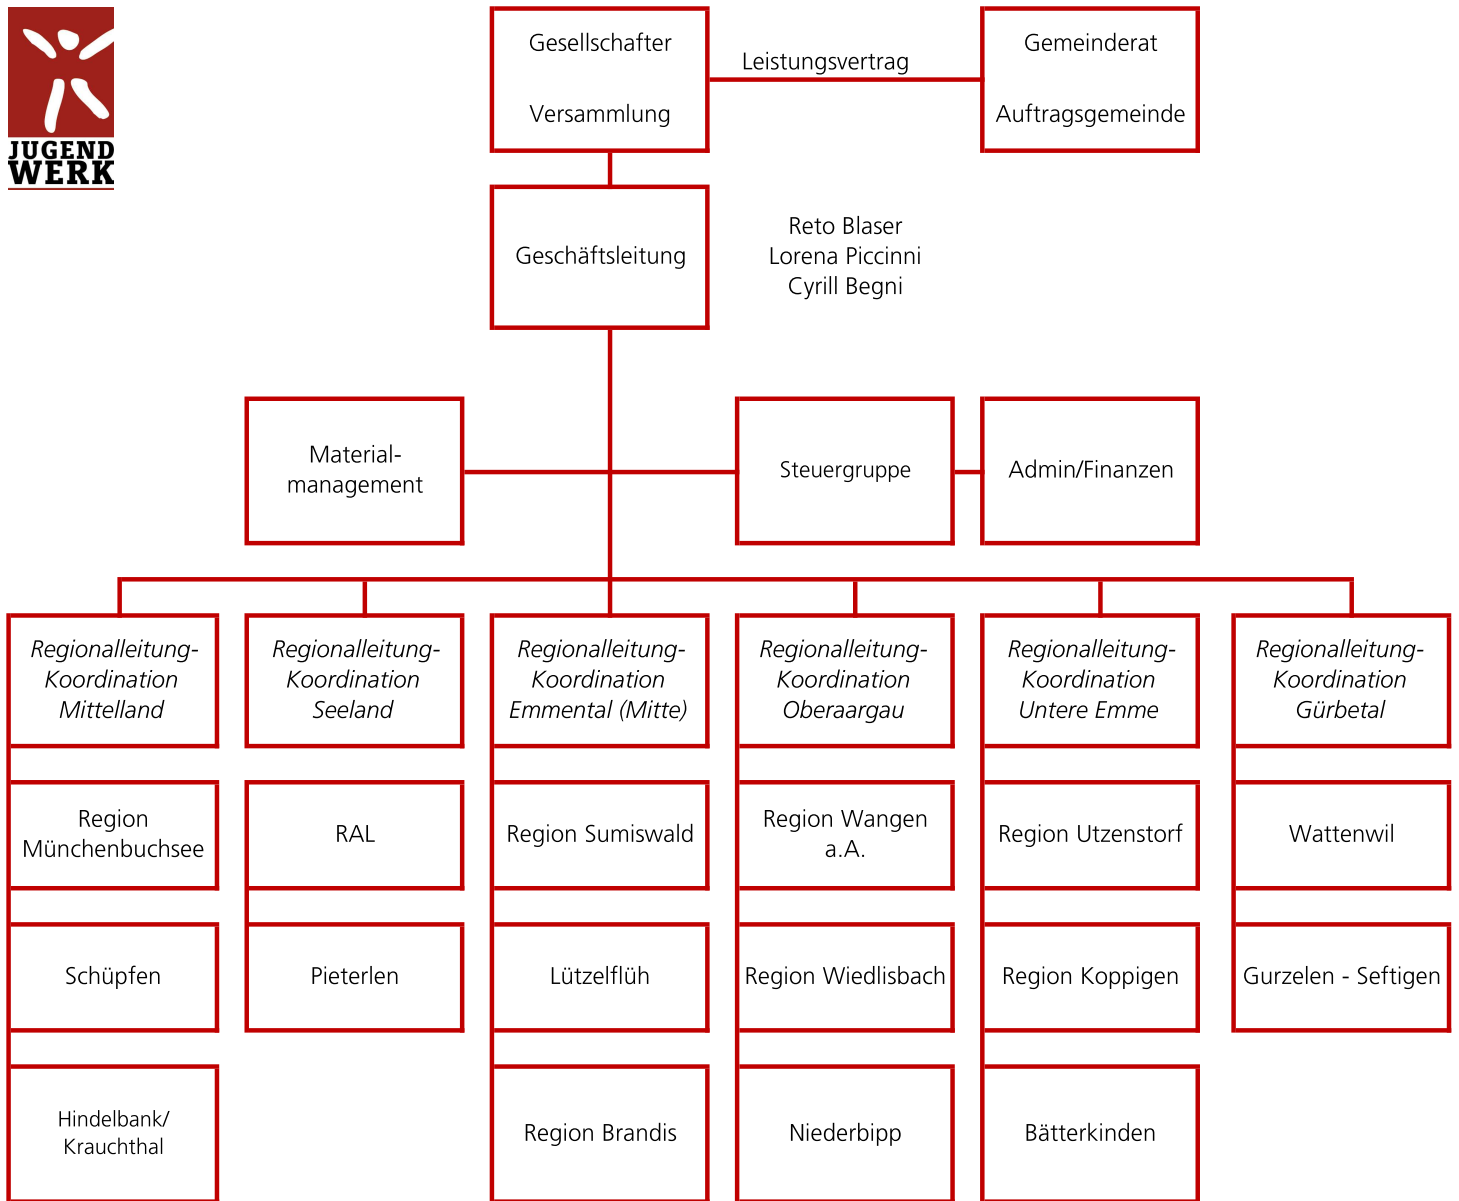 JUGEND
WERK
Gesellschafter
Versammlung
Leistungsvertrag
Gemeinderat
Auftragsgemeinde
Geschäftsleitung
Reto Blaser
Lorena Piccinni
Cyrill Begni
Material-
management
Steuergruppe
Admin/Finanzen
Regionalleitung-
Koordination
Mittelland
Regionalleitung-
Koordination
Seeland
Regionalleitung-
Koordination
Emmental (Mitte)
Regionalleitung-
Koordination
Oberaargau
Regionalleitung-
Koordination
Untere Emme
Regionalleitung-
Koordination
Gürbetal
Region
Münchenbuchsee
RAL
Region Sumiswald
Region Wangen
a.A.
Region Utzenstorf
Wattenwil
Schüpfen
Pieterlen
Lützelflüh
Region Wiedlisbach
Region Koppigen
Gurzelen - Seftigen
Hindelbank/
Krauchthal
Region Brandis
Niederbipp
Bätterkinden